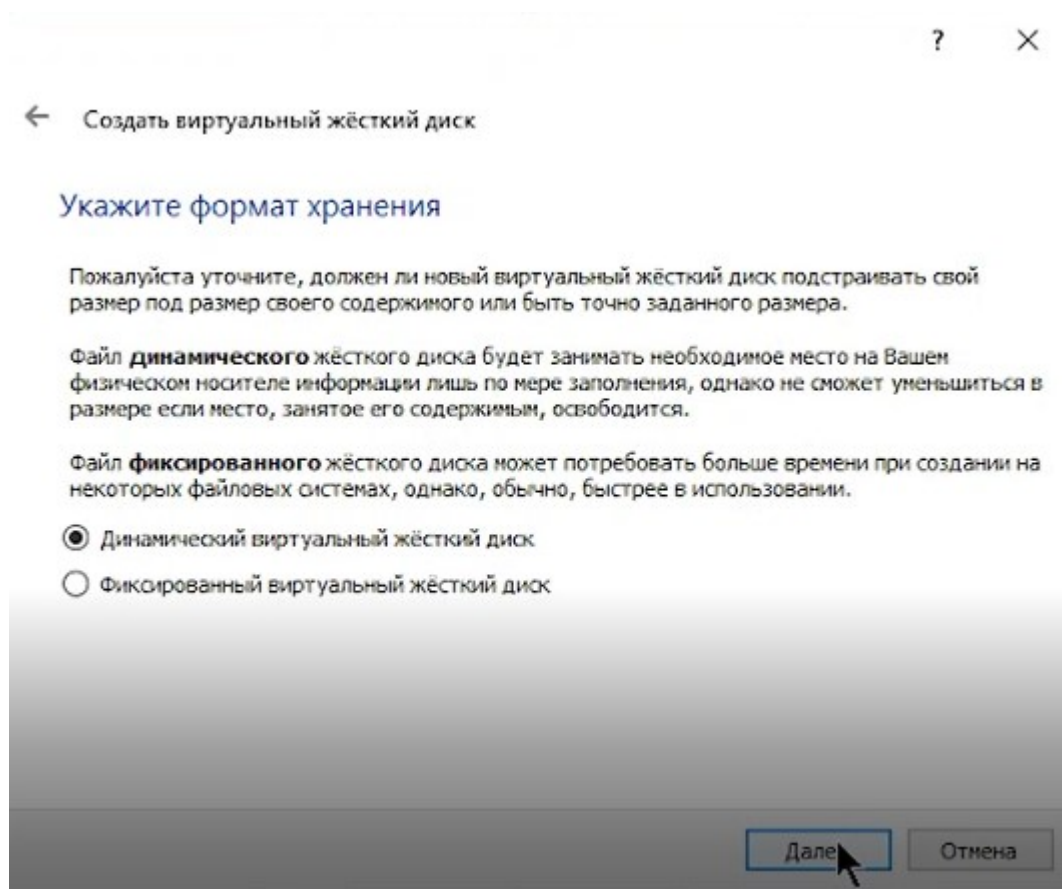 ?
Создать виртуальный жёсткий диск
Укажите формат хранения
Пожалуйста уточните, должен ли новый виртуальный жёсткий диск подстраивать свой
размер под размер своего содержимого или быть точно заданного размера.
Файл динамического жёсткого диска будет занимать необходимое место на Вашем
физическом носителе информации лишь по мере заполнения, однако не сможет уменьшиться в
размере если место, занятое его содержимым, освободится.
Файл фиксированного жёсткого диска может потребовать больше времени при создании на
некоторых файловых системах, однако, обычно, быстрее в использовании.
Динамический виртуальный жёсткий диск
Фиксированный виртуальный жёсткий диск
Дале
Отмена